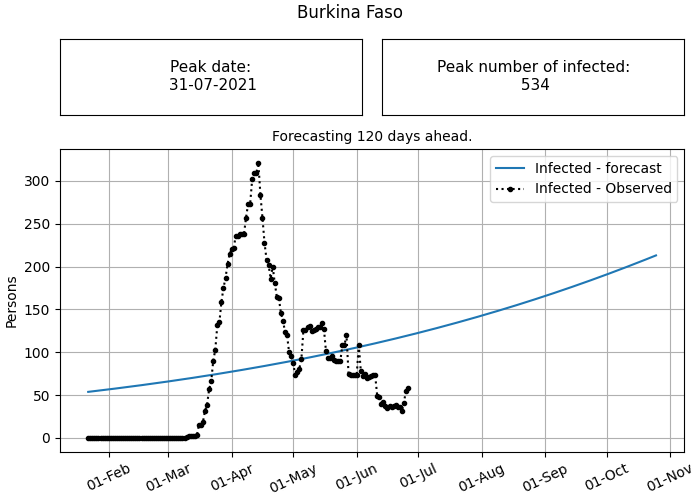 Burkina Faso
Peak date:
31-07-2021
Peak number of infected:
534
Forecasting 120 days ahead.
Infected - forecast
Infected - Observed
Persons
300
250
200
150
100
50
0
01-Feb
01-Mar
01-Apr
01-May
01-Jun
01-Jul
01-Aug
01-Sep
01-Oct
01-Nov